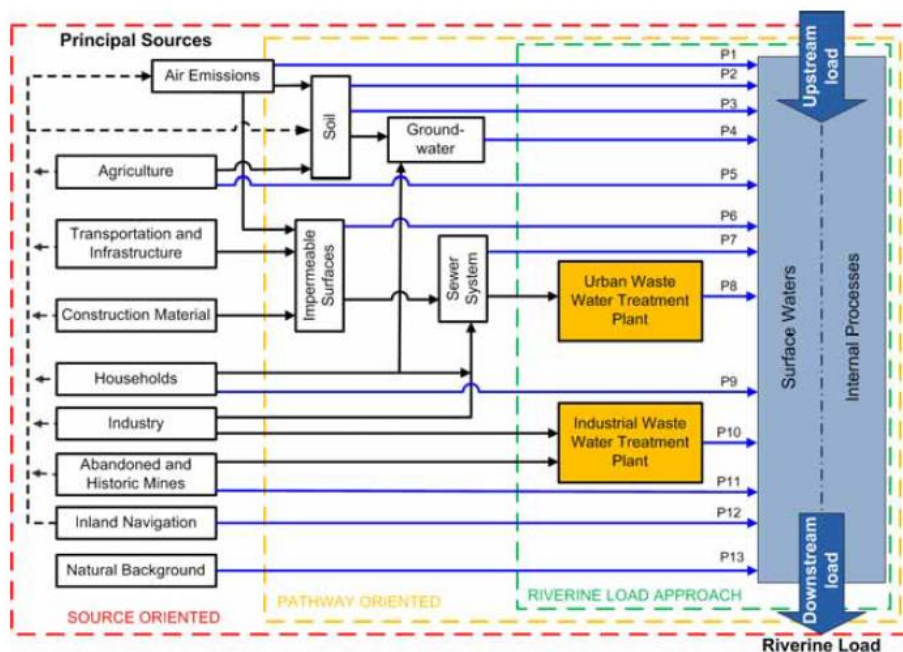 Principal Sources
Air Emissions
Soil
Ground-
water
Agriculture
Transportation and
Infrastructure
Impermeable
Surfaces
Sewer
System
Construction Material
Urban Waste
Water Treatment
Plant
Households
Industry
Industrial Waste
Water Treatment
Plant
Abandoned and
Historic Mines
Inland Navigation
Natural Background
P1
P2
P3
P4
P5
P6
P7
P8
P9
P10
P11
P12
P13
Upstream
load
Surface Waters
Internal Processes
Downstream
load
SOURCE ORIENTED
PATHWAY ORIENTED
RIVERINE LOAD APPROACH
Riverine Load